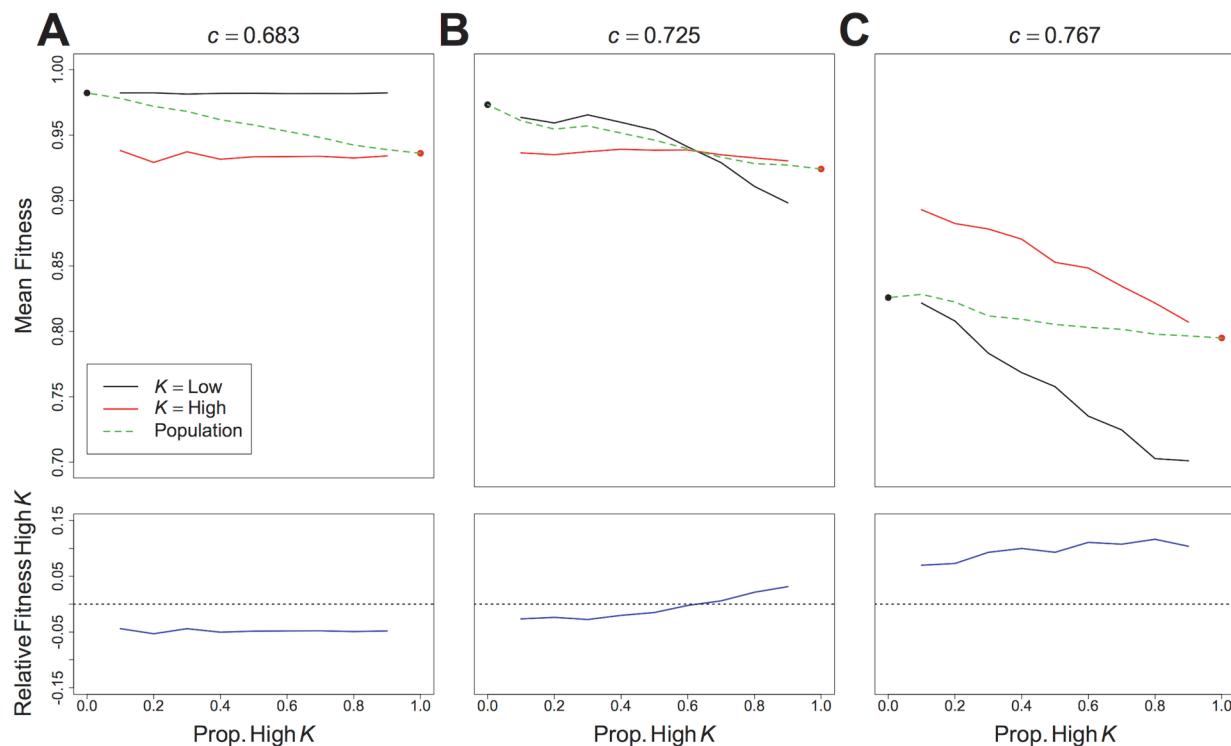 A
c = 0.683
B
c = 0.725
C
c = 0.767
Mean Fitness
1.00
0.95
0.90
0.85
0.80
0.75
0.70
K = Low
K = High
Population
Relative Fitness High K
0.15
0.05
-0.05
-0.15
0.0 0.2 0.4 0.6 0.8 1.0
0.0 0.2 0.4 0.6 0.8 1.0
0.0 0.2 0.4 0.6 0.8 1.0
Prop. High K
Prop. High K
Prop. High K